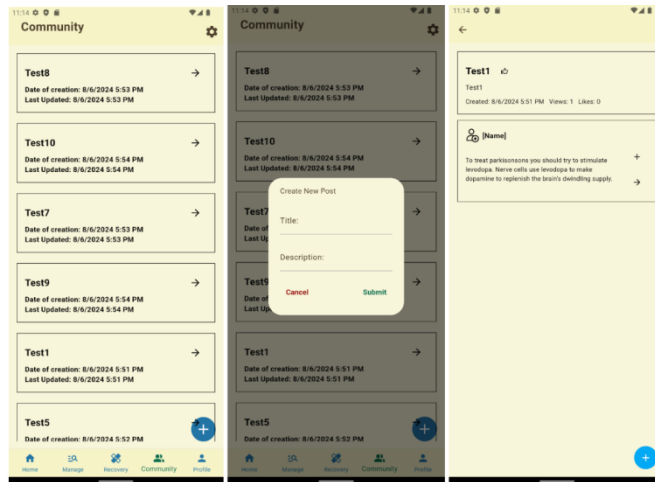 11:14
Community
Test8
Date of creation: 8/6/2024 5:53 PM
Last Updated: 8/6/2024 5:53 PM
Test10
Date of creation: 8/6/2024 5:54 PM
Last Updated: 8/6/2024 5:54 PM
Test7
Date of creation: 8/6/2024 5:53 PM
Last Updated: 8/6/2024 5:53 PM
Test9
Date of creation: 8/6/2024 5:54 PM
Last Updated: 8/6/2024 5:54 PM
Test1
Date of creation: 8/6/2024 5:51 PM
Last Updated: 8/6/2024 5:51 PM
Test5
Date of creation: 8/6/2024 5:52 PM
Home Manage Recovery Community Profile
11:14
Community
Test8
Date of creation: 8/6/2024 5:53 PM
Last Updated: 8/6/2024 5:53 PM
Test10
Date of creation: 8/6/2024 5:54 PM
Last Updated: 8/6/2024 5:54 PM
Test7
Date of
Last Up
Create New Post
Title:
Description:
Cancel Submit
Test9
Date of
Last Up
Test1
Date of creation: 8/6/2024 5:51 PM
Last Updated: 8/6/2024 5:51 PM
Test5
Date of creation: 8/6/2024 5:52 PM
Home Manage Recovery Community Profile
11:14
Test1
Test1
Created: 8/6/2024 5:51 PM Views: 1 Likes: 0
[Name]
To treat parkisonsons you should try to stimulate
levodopa. Nerve cells use levodopa to make
dopamine to replenish the brain's dwindling supply.